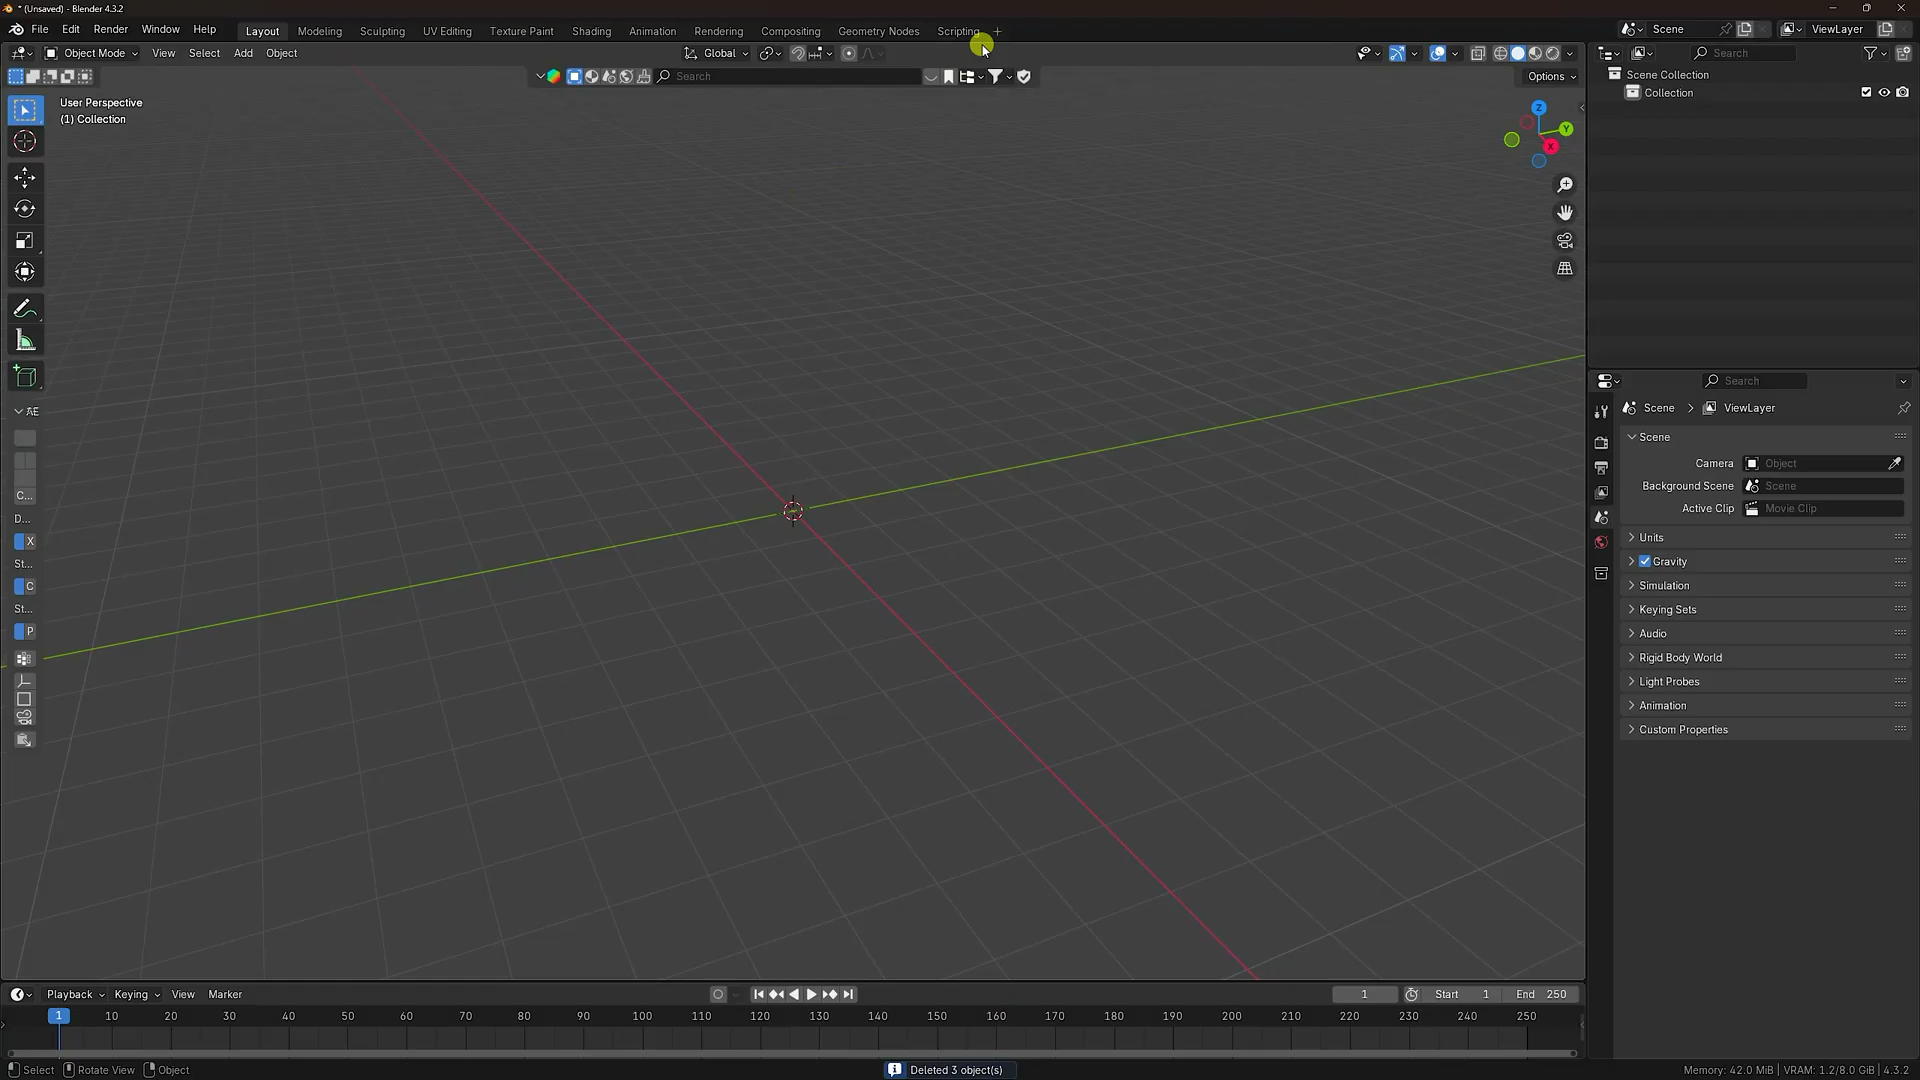 * (Unsaved) - Blender 4.3.2
File Edit Render Window Help Layout Modeling Sculpting UV Editing Texture Paint Shading Animation Rendering Compositing Geometry Nodes Scripting + Scene ViewLayer
Object Mode View Select Add Object Global Search
Search Options
User Perspective
(1) Collection
Z
Y
X
Scene Collection
Collection
AE
C...
D...
X
St...
C
St...
P
Search
Scene > ViewLayer
Scene
Camera Object
Background Scene Scene
Active Clip Movie Clip
Units
Gravity
Simulation
Keying Sets
Audio
Rigid Body World
Light Probes
Animation
Custom Properties
Playback Keying View Marker 1 Start 1 End 250
1 10 20 30 40 50 60 70 80 90 100 110 120 130 140 150 160 170 180 190 200 210 220 230 240 250
Select Rotate View Object Deleted 3 object(s) Memory: 42.0 MiB | VRAM: 1.2/8.0 GiB | 4.3.2